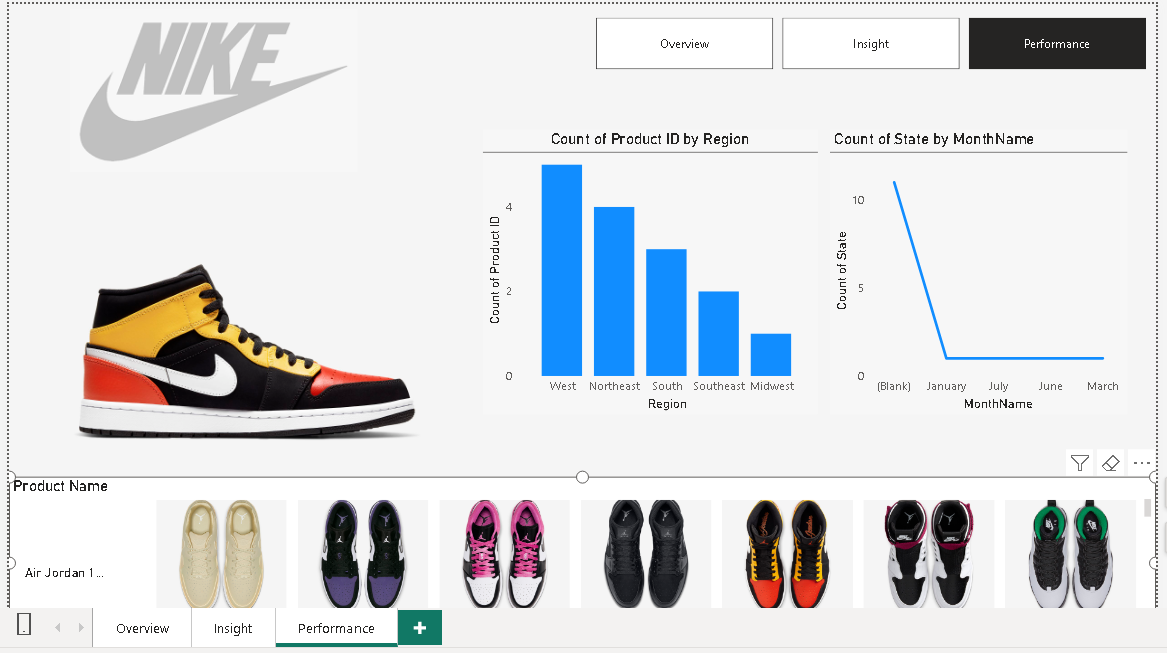 NIKE
Overview
Insight
Performance
Count of Product ID by Region
Count of Product ID
4
2
0
West
Northeast
South
Southeast
Midwest
Region
Count of State by MonthName
Count of State
10
5
0
(Blank)
January
July
June
March
MonthName
Product Name
Air Jordan 1...
Overview
Insight
Performance